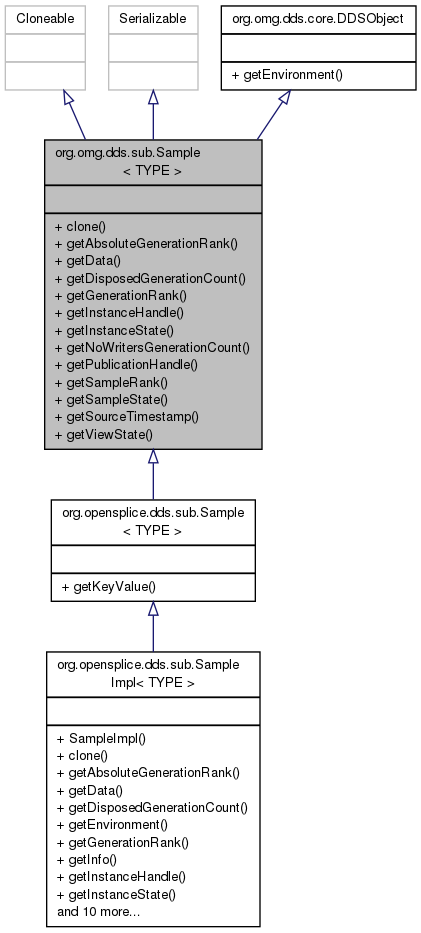 Cloneable
Serializable
org.omg.dds.core.DDSObject
+ getEnvironment()
org.omg.dds.sub.Sample
< TYPE >
+ clone()
+ getAbsoluteGenerationRank()
+ getData()
+ getDisposedGenerationCount()
+ getGenerationRank()
+ getInstanceHandle()
+ getInstanceState()
+ getNoWritersGenerationCount()
+ getPublicationHandle()
+ getSampleRank()
+ getSampleState()
+ getSourceTimestamp()
+ getViewState()
org.opensplice.dds.sub.Sample
< TYPE >
+ getKeyValue()
org.opensplice.dds.sub.Sample
Impl< TYPE >
+ SampleImpl()
+ clone()
+ getAbsoluteGenerationRank()
+ getData()
+ getDisposedGenerationCount()
+ getEnvironment()
+ getGenerationRank()
+ getInfo()
+ getInstanceHandle()
+ getInstanceState()
and 10 more...